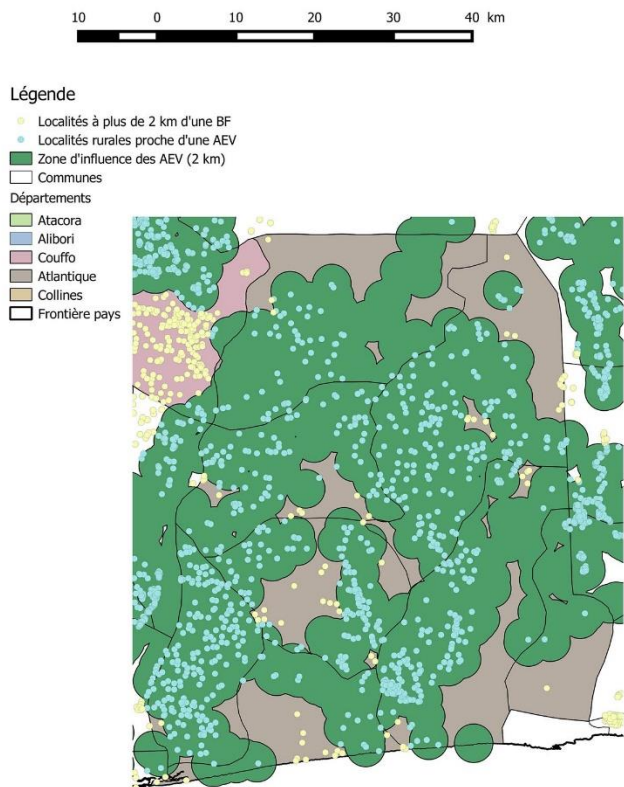 10 0 10 20 30 40 km
Légende
Localités à plus de 2 km d'une BF
Localités rurales proche d'une AEV
Zone d'influence des AEV (2 km)
Communes
Départements
Atacora
Alibori
Couffo
Atlantique
Collines
Frontière pays